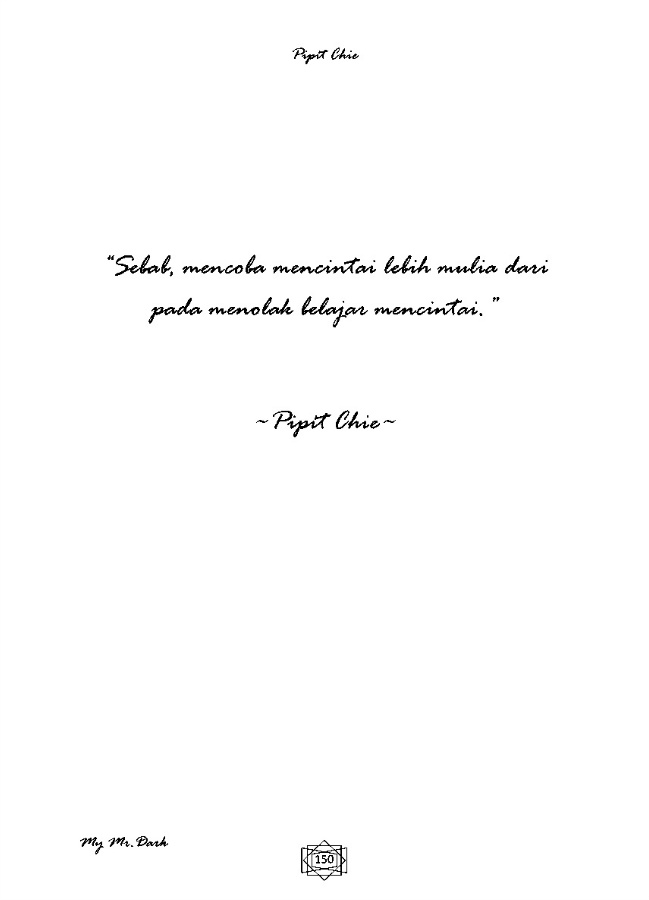 Pipit Chie
“Sebab, mencoba mencintai lebih mulia dari
pada menolak belajar mencintai.”
~Pipit Chie~
My Mr.Dark
150